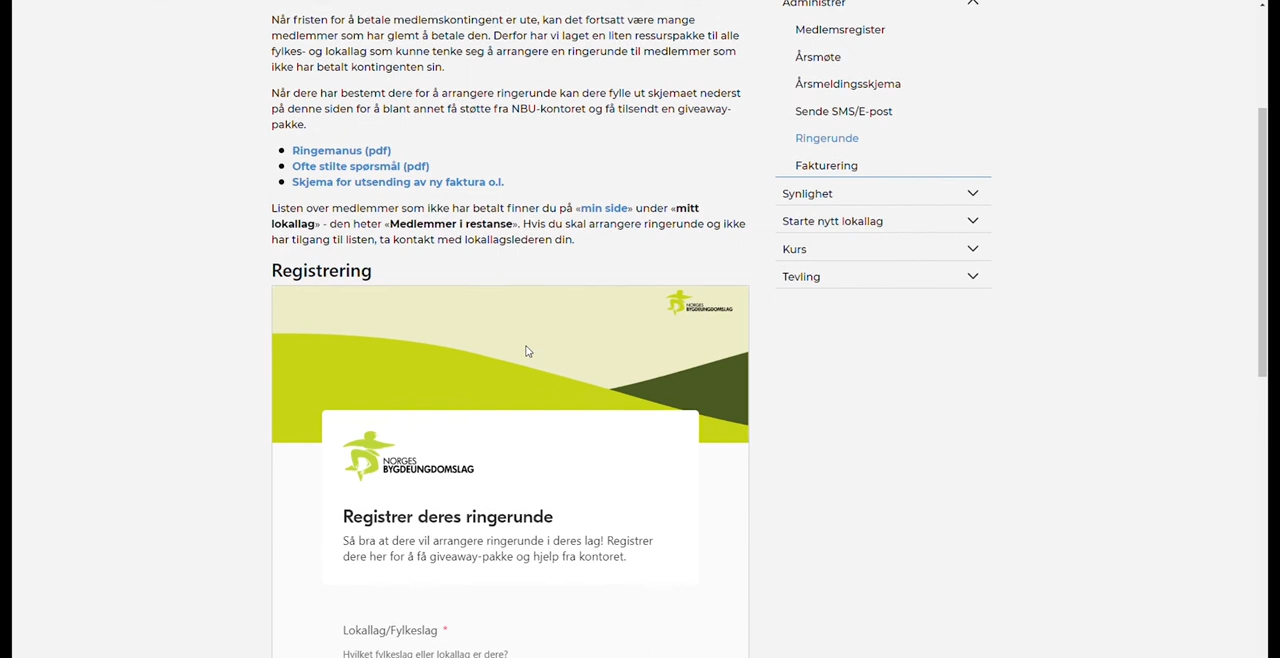 Når fristen for å betale medlemskontingent er ute, kan det fortsatt være mange
medlemmer som har glemt å betale den. Derfor har vi laget en liten ressurspakke til alle
fylkes- og lokallag som kunne tenke seg å arrangere en ringerunde til medlemmer som
ikke har betalt kontingenten sin.
Når dere har bestemt dere for å arrangere ringerunde kan dere fylle ut skjemaet nederst
på denne siden for å blant annet få støtte fra NBU-kontoret og få tilsendt en giveaway-
pakke.
Ringemanus (pdf)
Ofte stilte spørsmål (pdf)
Skjema for utsending av ny faktura o.l.
Listen over medlemmer som ikke har betalt finner du på «min side» under «mitt
lokallag» - den heter «Medlemmer i restanse». Hvis du skal arrangere ringerunde og ikke
har tilgang til listen, ta kontakt med lokallagslederen din.
Registrering
NORGES
BYGDEUNGDOMSLAG
NORGES
BYGDEUNGDOMSLAG
Registrer deres ringerunde
Så bra at dere vil arrangere ringerunde i deres lag! Registrer
dere her for å få giveaway-pakke og hjelp fra kontoret.
Lokallag/Fylkeslag *
Hvilket fylkeslag eller lokallag er dere?
Administrer
Medlemsregister
Årsmøte
Årsmeldingsskjema
Sende SMS/E-post
Ringerunde
Fakturering
Synlighet
Starte nytt lokallag
Kurs
Tevling